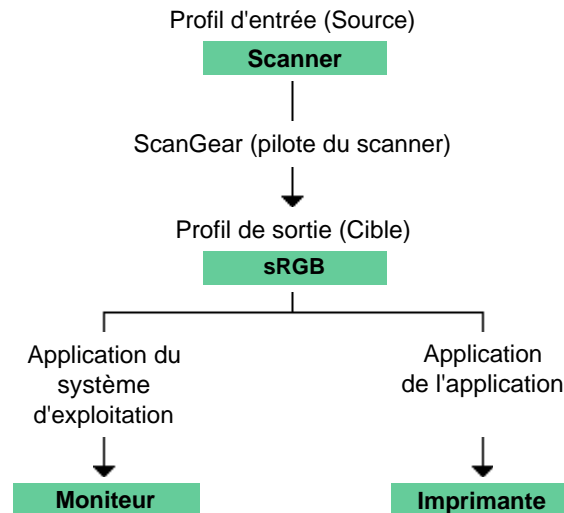 Profil d'entrée (Source)
Scanner
ScanGear (pilote du scanner)
Profil de sortie (Cible)
sRGB
Application du
système
d'exploitation
Application
de l'application
Moniteur
Imprimante